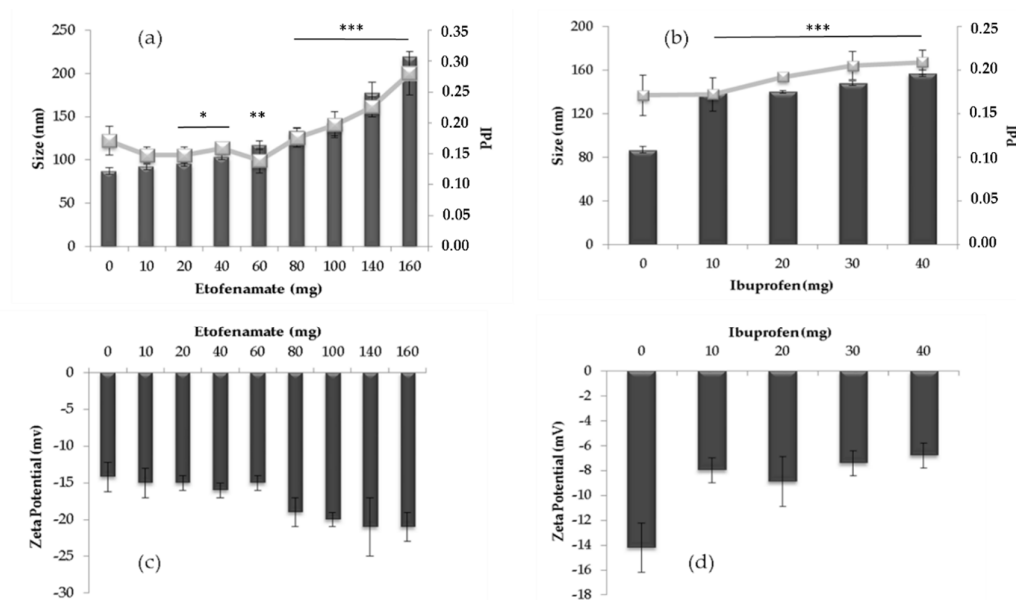 (a)
***
*
**
250
200
150
100
50
0
Size (nm)
0.35
0.30
0.25
0.20
0.15
0.10
0.05
0.00
PdI
0 10 20 40 60 80 100 140 160
Etofenamate (mg)
(b)
***
200
160
120
80
40
0
Size (nm)
0.25
0.20
0.15
0.10
0.05
0.00
PdI
0 10 20 30 40
Ibuprofen (mg)
Etofenamate (mg)
0 10 20 40 60 80 100 140 160
0
-5
-10
-15
-20
-25
-30
Zeta Potential (mv)
(c)
Ibuprofen (mg)
0 10 20 30 40
0
-2
-4
-6
-8
-10
-12
-14
-16
-18
Zeta Potential (mV)
(d)